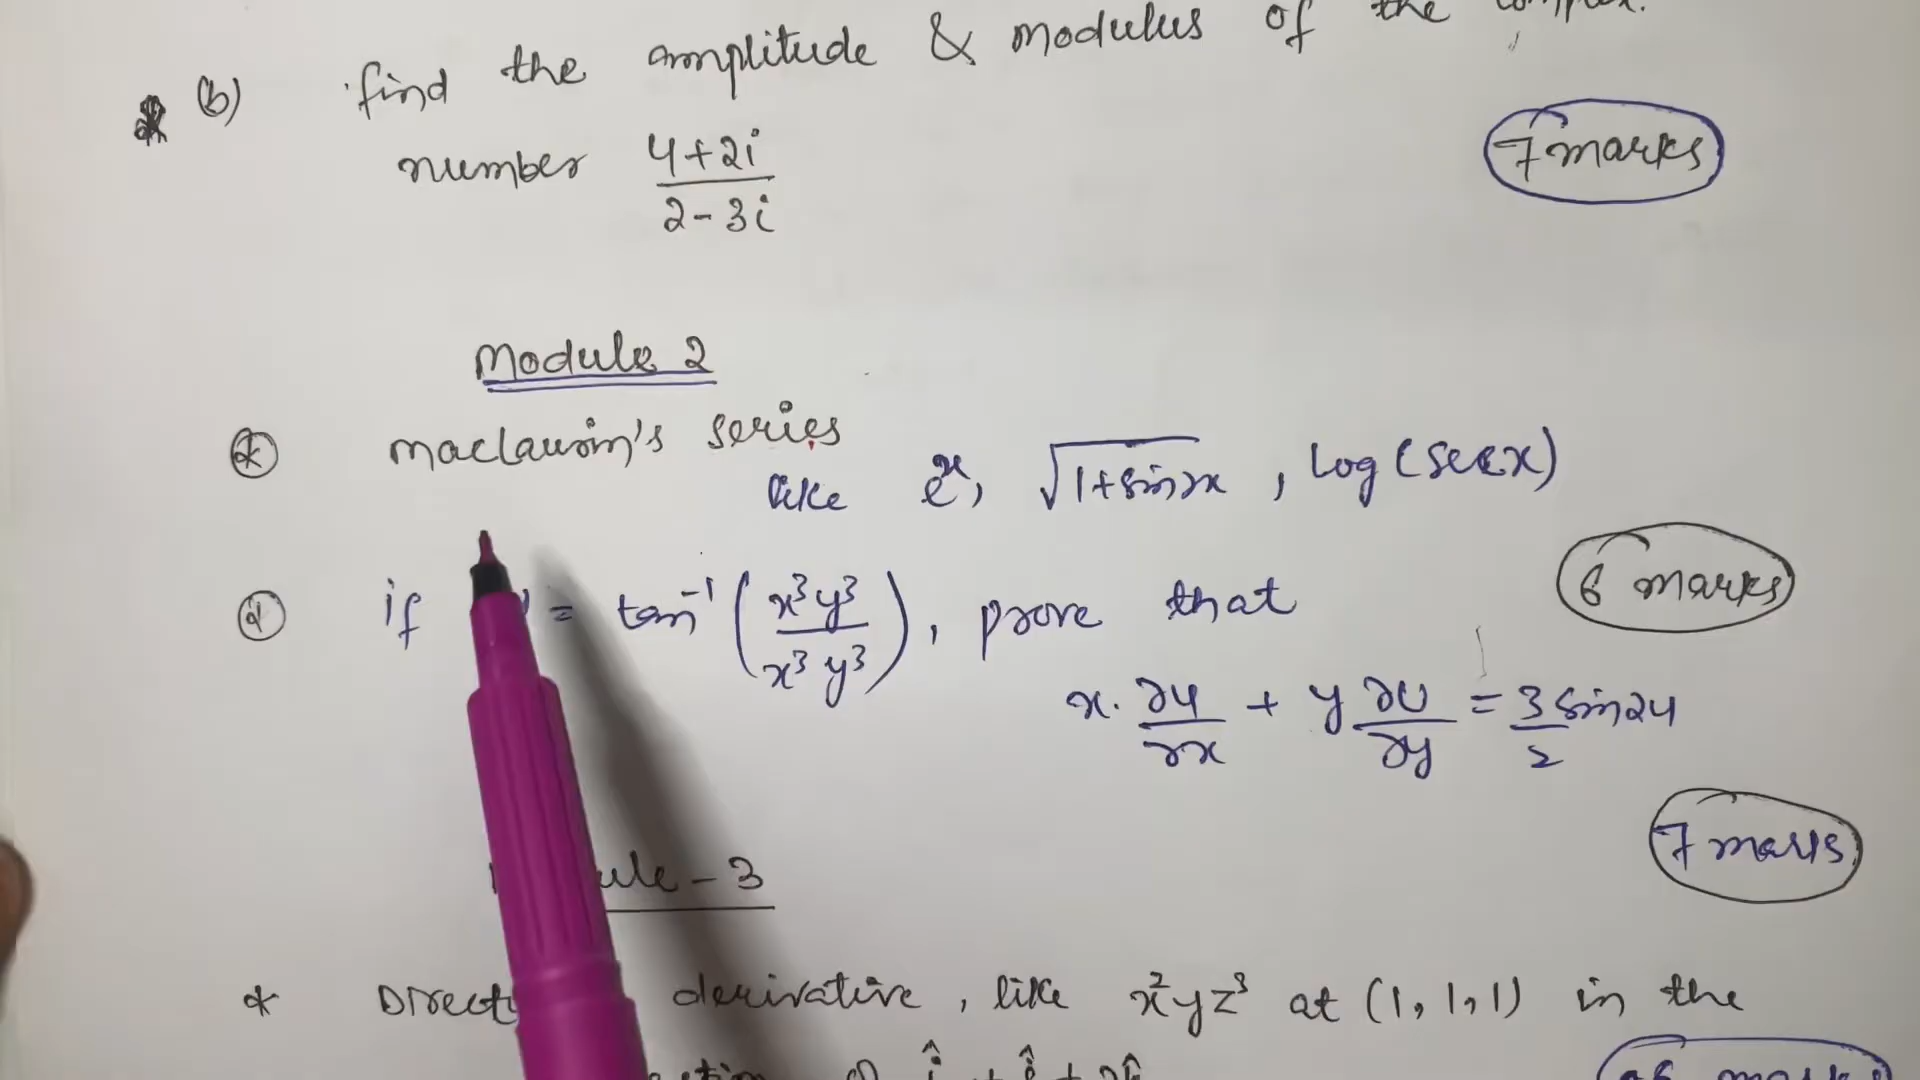 (b) find the amplitude & modulus of the complex.
number 4+2i / 2-3i
7 marks
Module 2
* maclaurin's series
like eˣ, √1+sin2x , Log(secx)
6 marks
* if = tan⁻¹ (x³y³ / x³y³), prove that
x. ∂u/∂x + y ∂u/∂y = 3/2 sin2u
7 marks
- 3
* derivative, like x²yz³ at (1,1,1) in the